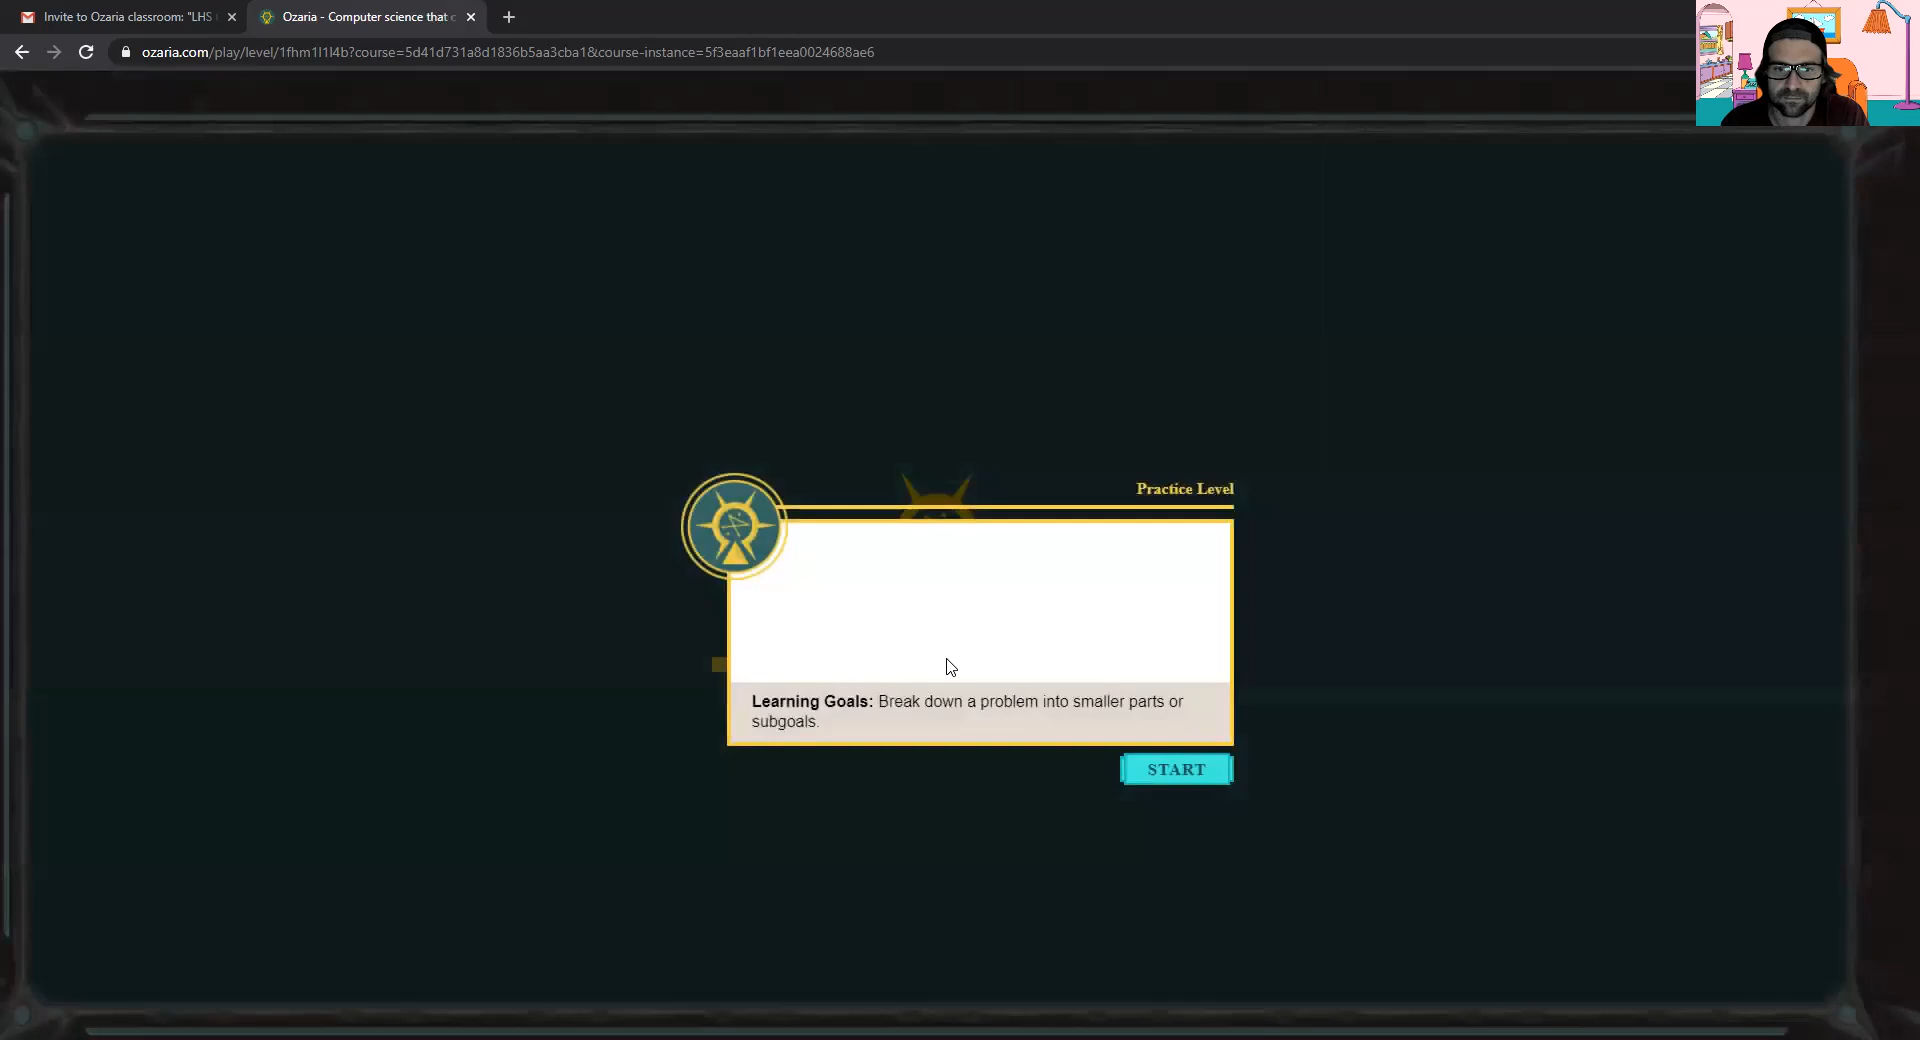 Invite to Ozaria classroom: "LHS
Ozaria - Computer science that c
ozaria.com/play/level/1fhm1l1l4b?course=5d41d731a8d1836b5aa3cba1&course-instance=5f3eaaf1bf1eea0024688ae6
Practice Level
Learning Goals: Break down a problem into smaller parts or
subgoals.
START